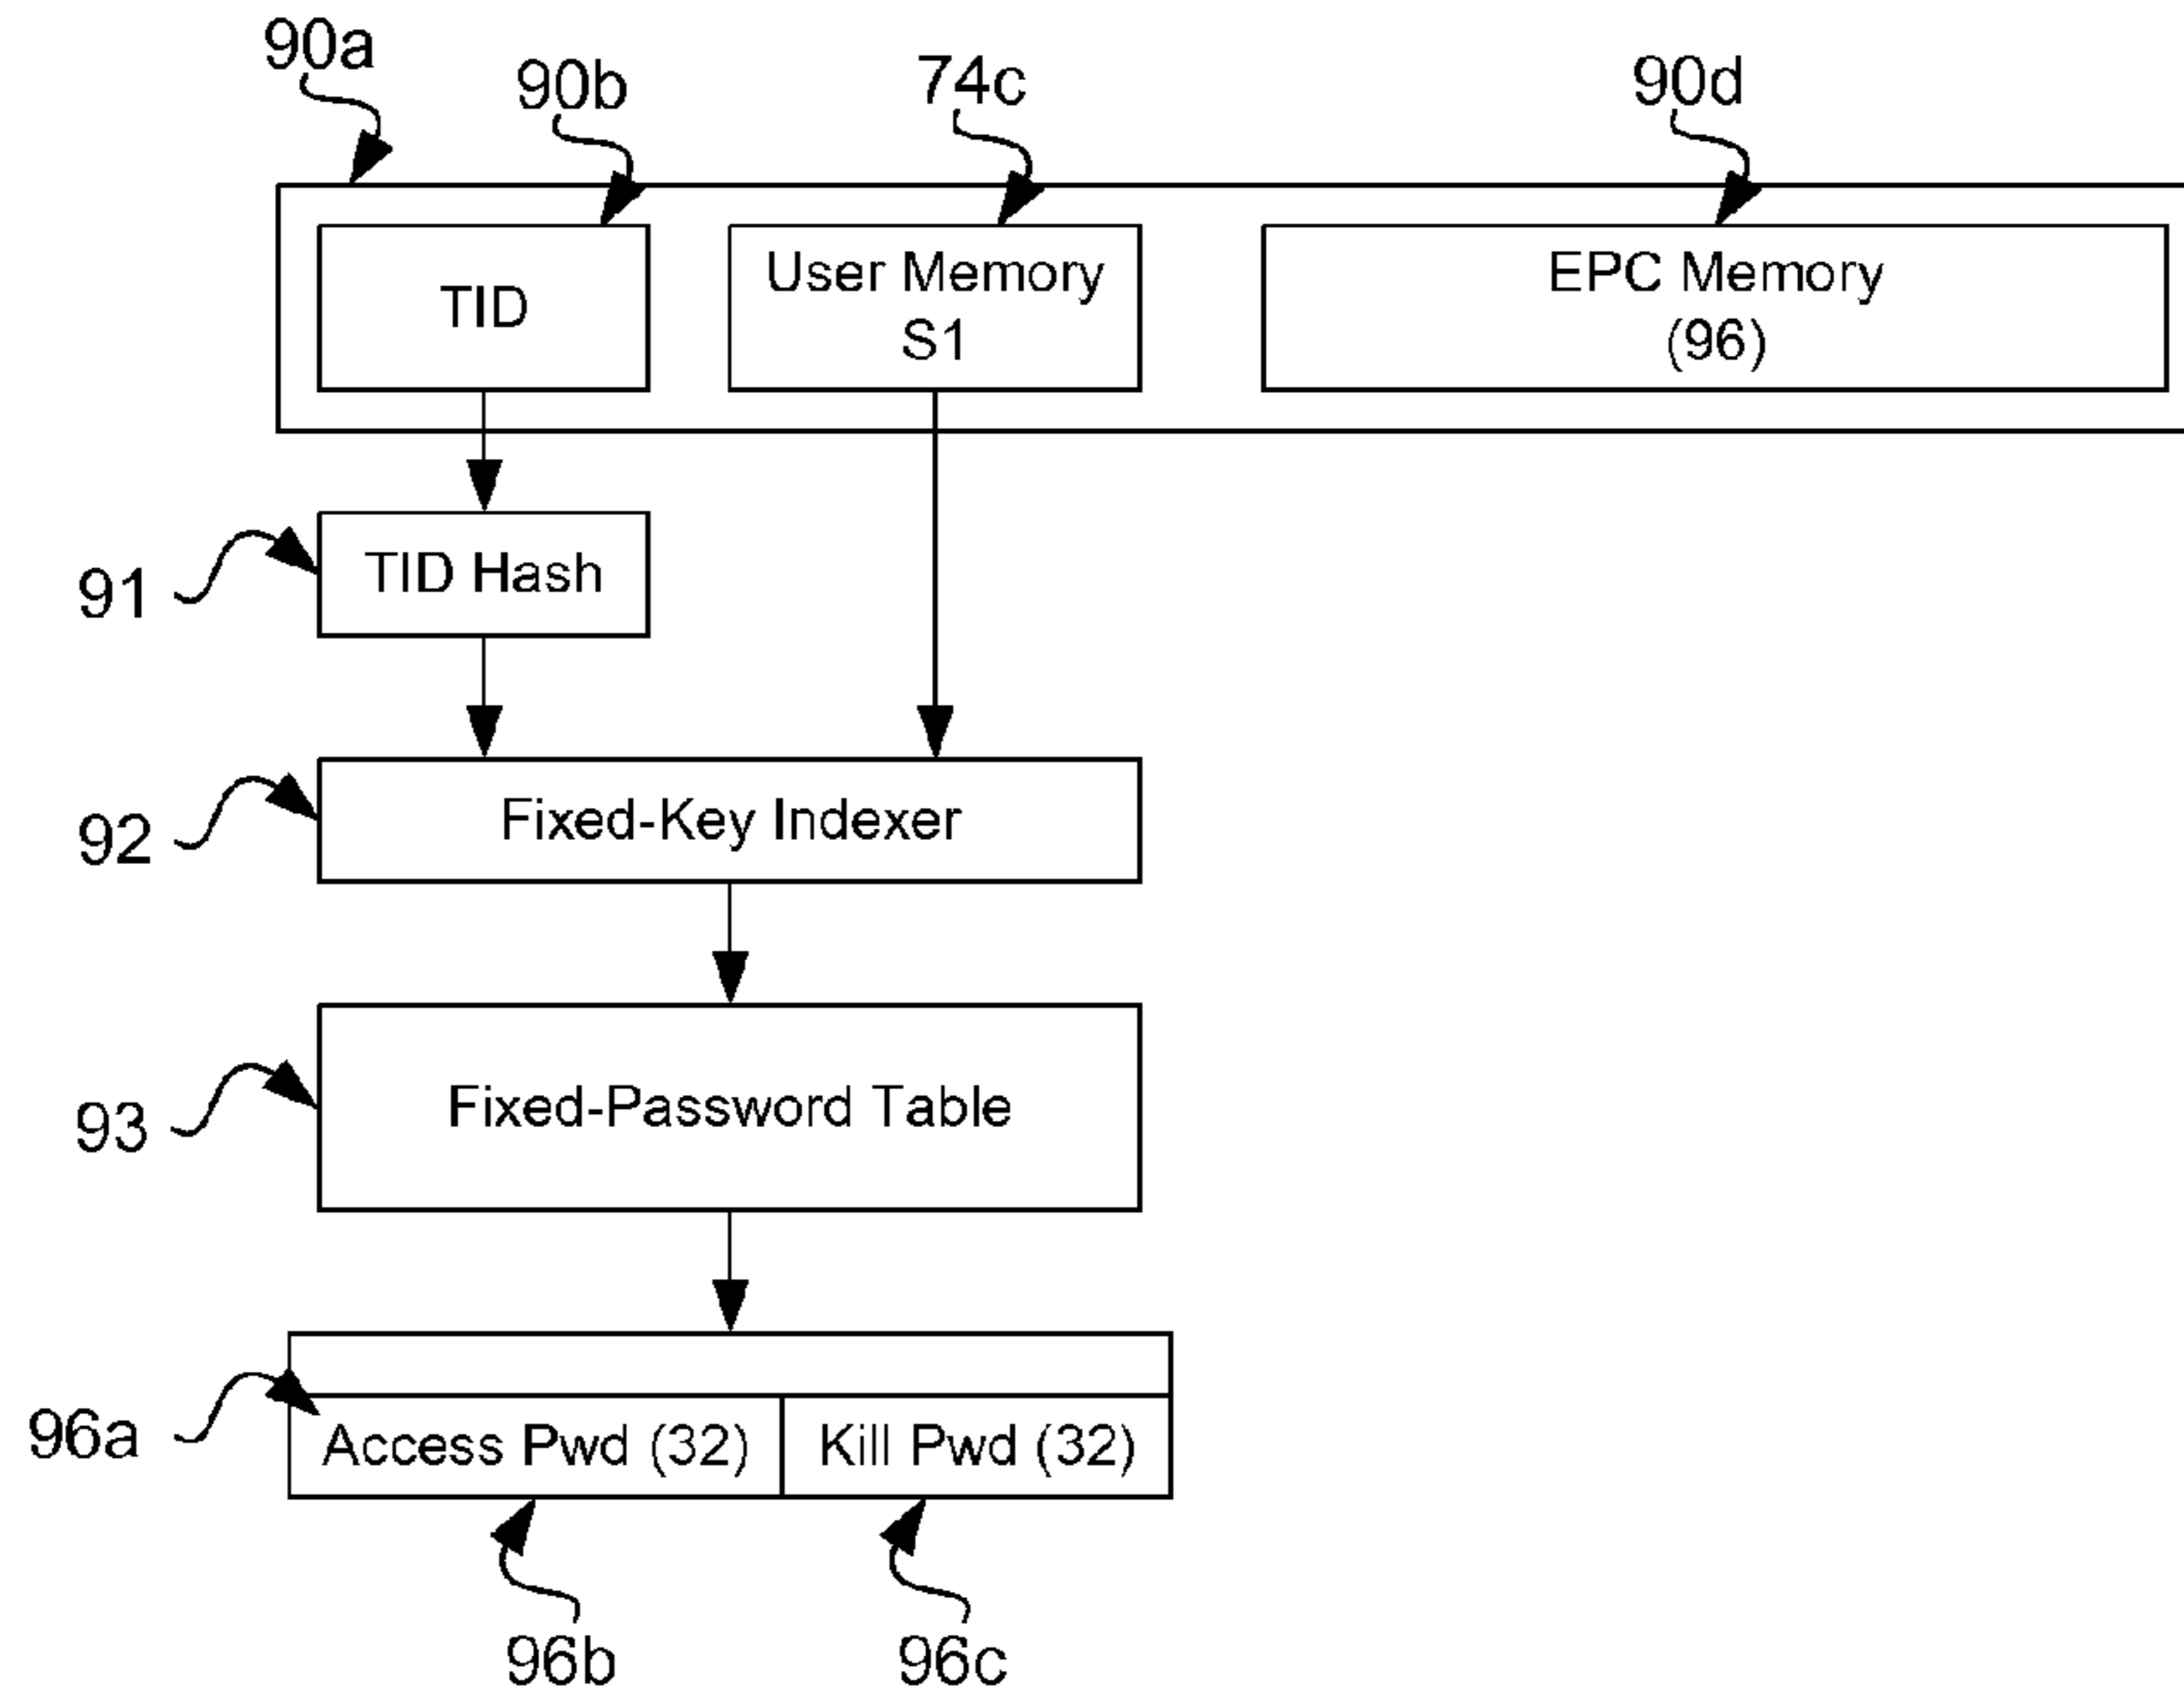 90a
90b
74c
90d
TID
User Memory
S1
EPC Memory
(96)
91
TID Hash
92
Fixed-Key Indexer
93
Fixed-Password Table
96a
Access Pwd (32)
Kill Pwd (32)
96b
96c